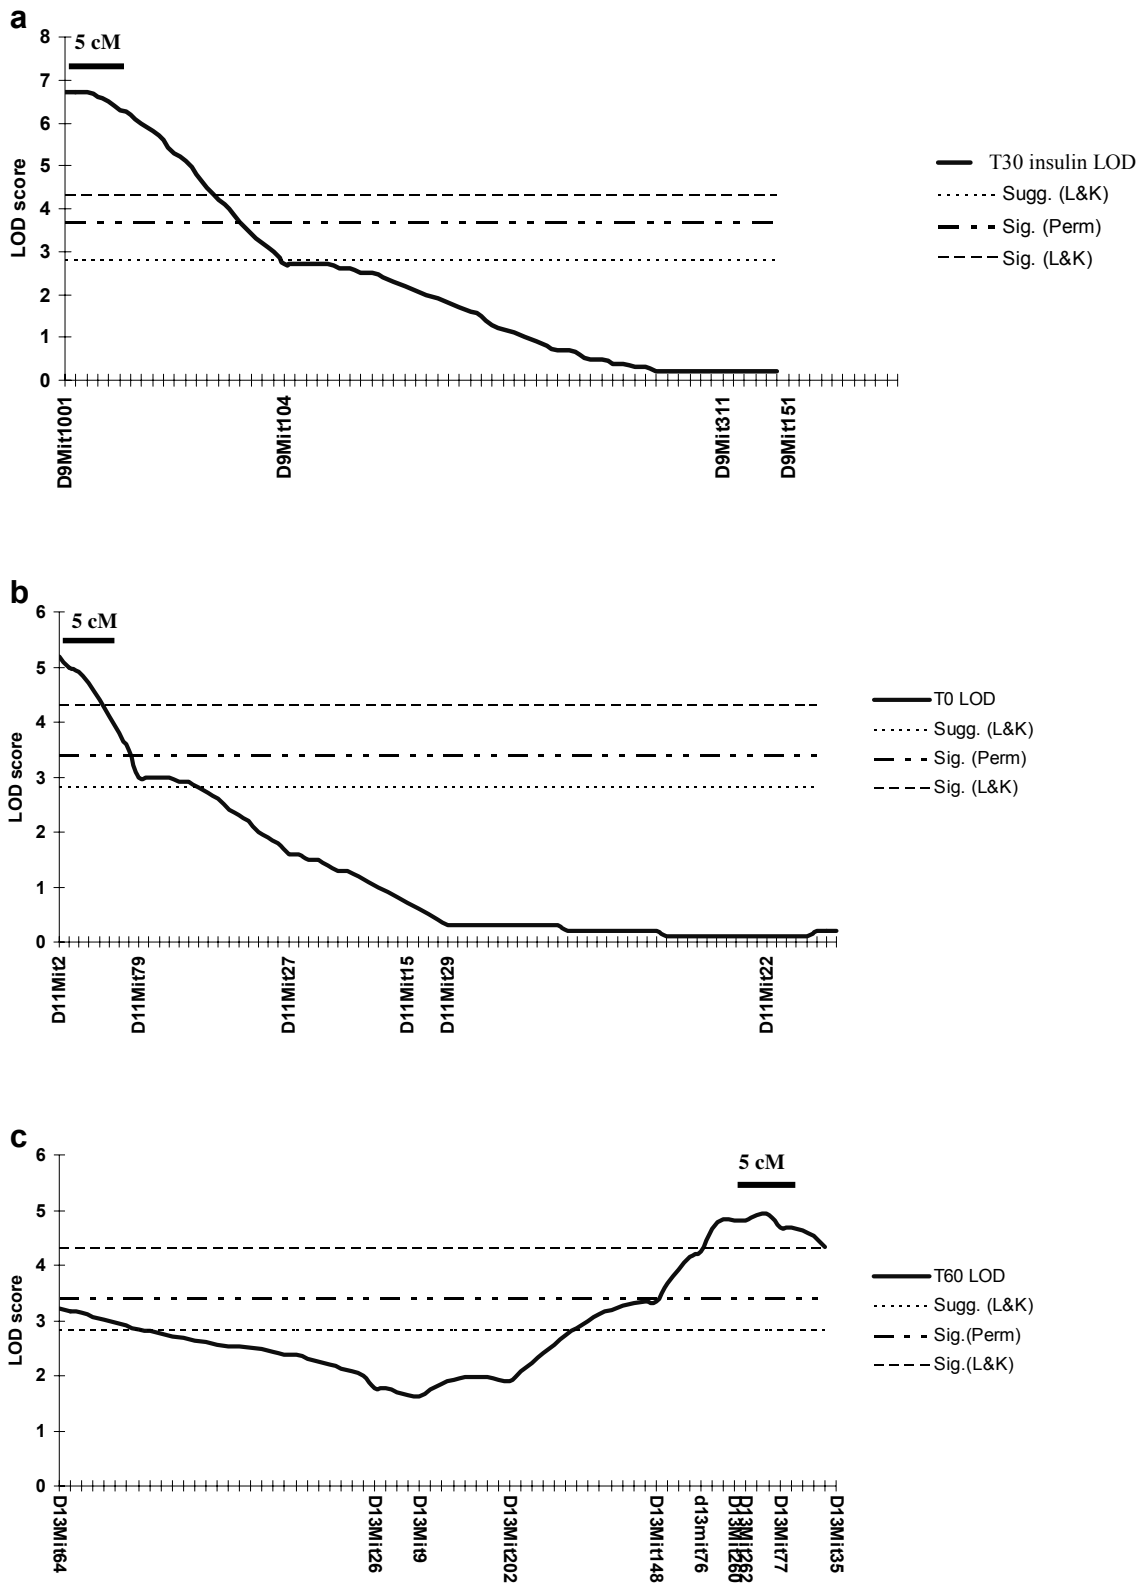 a
5 cM
8
7
6
5
4
3
2
1
0
LOD score
T30 insulin LOD
Sugg. (L&K)
Sig. (Perm)
Sig. (L&K)
D9Mit1001
D9Mit104
D9Mit311
D9Mit151
b
5 cM
6
5
4
3
2
1
0
LOD score
T0 LOD
Sugg. (L&K)
Sig. (Perm)
Sig. (L&K)
D11Mit2
D11Mit79
D11Mit27
D11Mit15
D11Mit29
D11Mit22
c
5 cM
6
5
4
3
2
1
0
LOD score
T60 LOD
Sugg. (L&K)
Sig.(Perm)
Sig.(L&K)
D13Mit64
D13Mit26
D13Mit9
D13Mit202
D13Mit148
d13mit76
D13Mit260
D13Mit262
D13Mit77
D13Mit35